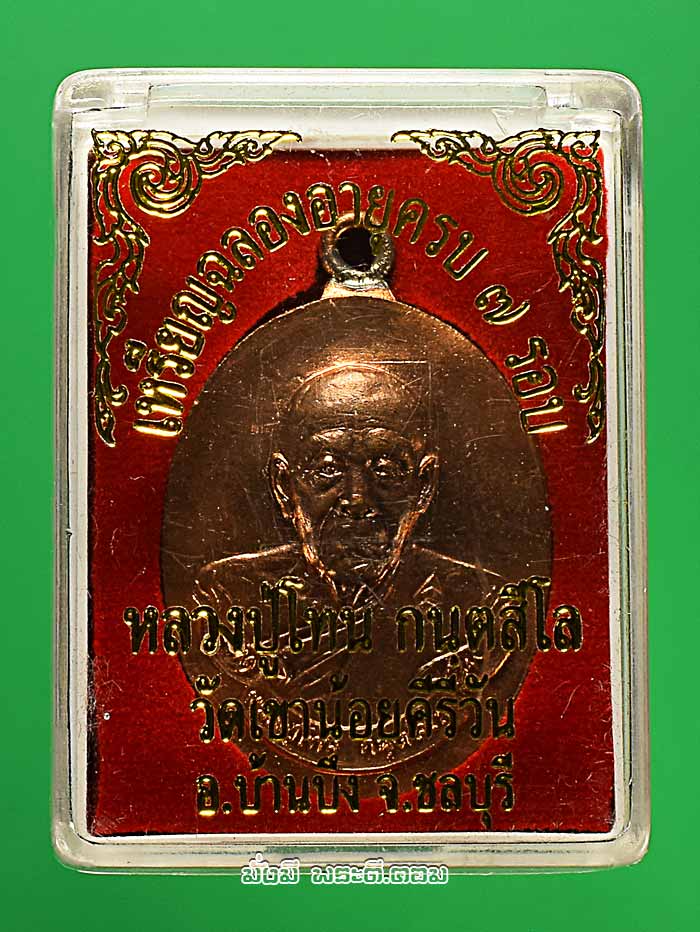 เหรียญฉลองอายุครบ ๗ รอบ
หลวงปู่โทน กนฺตสีโล
วัดเขาน้อยคีรีวัน
อ.บ้านบึง จ.ชลบุรี
มั่งมี พระดี.คอม